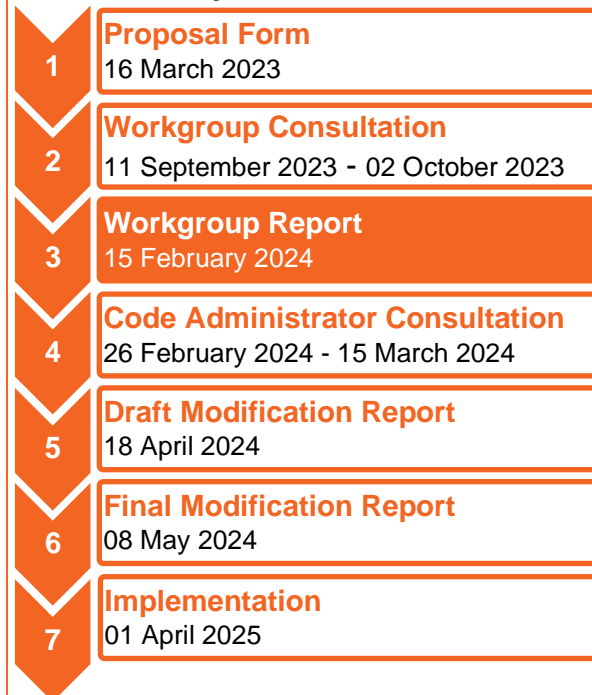 Proposal Form
1
16 March 2023
Workgroup Consultation
2
11 September 2023 - 02 October 2023
Workgroup Report
3
15 February 2024
Code Administrator Consultation
4
26 February 2024 - 15 March 2024
Draft Modification Report
5
18 April 2024
Final Modification Report
6
08 May 2024
Implementation
7
01 April 2025